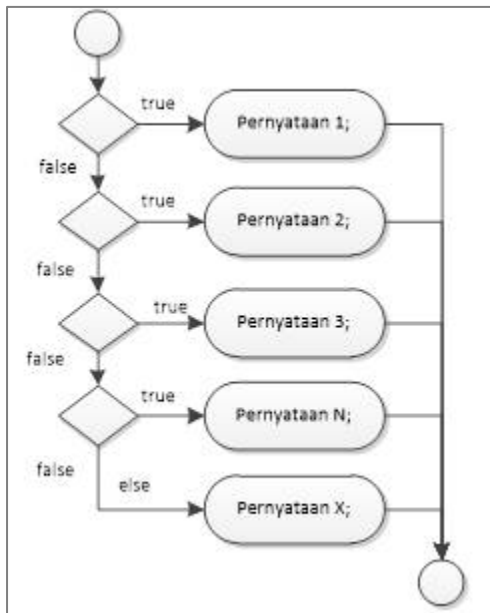 true
Pernyataan 1;
false
true
Pernyataan 2;
false
true
Pernyataan 3;
false
true
Pernyataan N;
false
else
Pernyataan X;